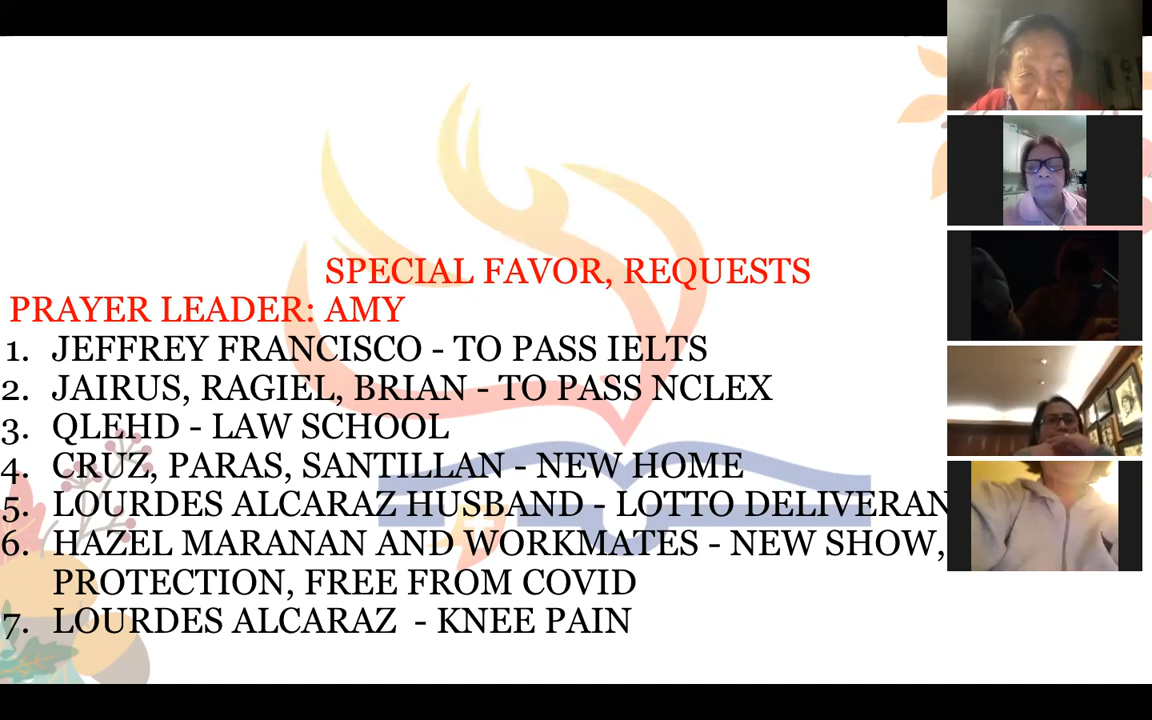 SPECIAL FAVOR, REQUESTS
PRAYER LEADER: AMY
1. JEFFREY FRANCISCO - TO PASS IELTS
2. JAIRUS, RAGIEL, BRIAN - TO PASS NCLEX
3. QLEHD - LAW SCHOOL
4. CRUZ, PARAS, SANTILLAN - NEW HOME
5. LOURDES ALCARAZ HUSBAND - LOTTO DELIVERAN
6. HAZEL MARANAN AND WORKMATES - NEW SHOW,
PROTECTION, FREE FROM COVID
7. LOURDES ALCARAZ - KNEE PAIN